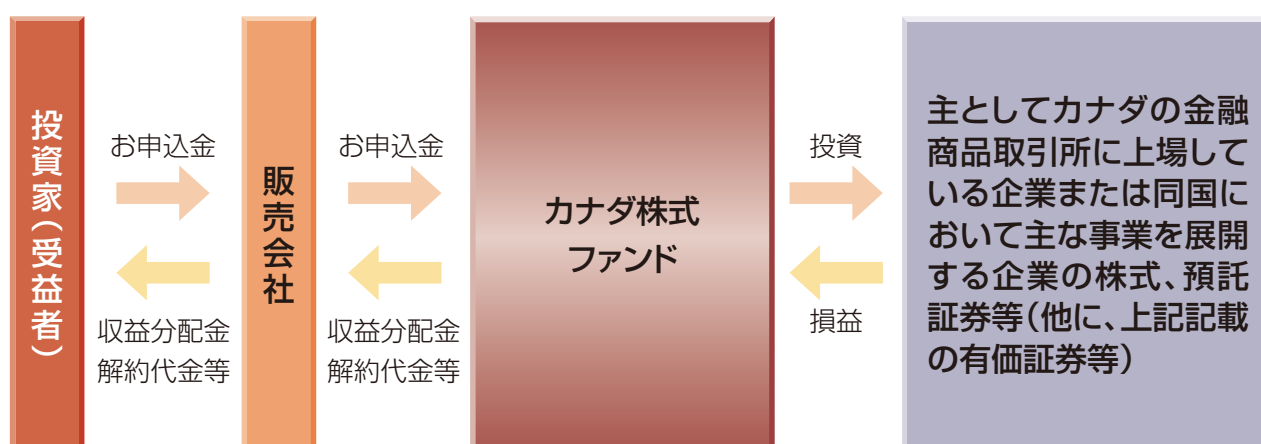 投資家（受益者）
お申込金
収益分配金
解約代金等
販売会社
お申込金
収益分配金
解約代金等
カナダ株式
ファンド
投資
損益
主としてカナダの金融
商品取引所に上場して
いる企業または同国に
おいて主な事業を展開
する企業の株式、預託
証券等（他に、上記記載
の有価証券等）